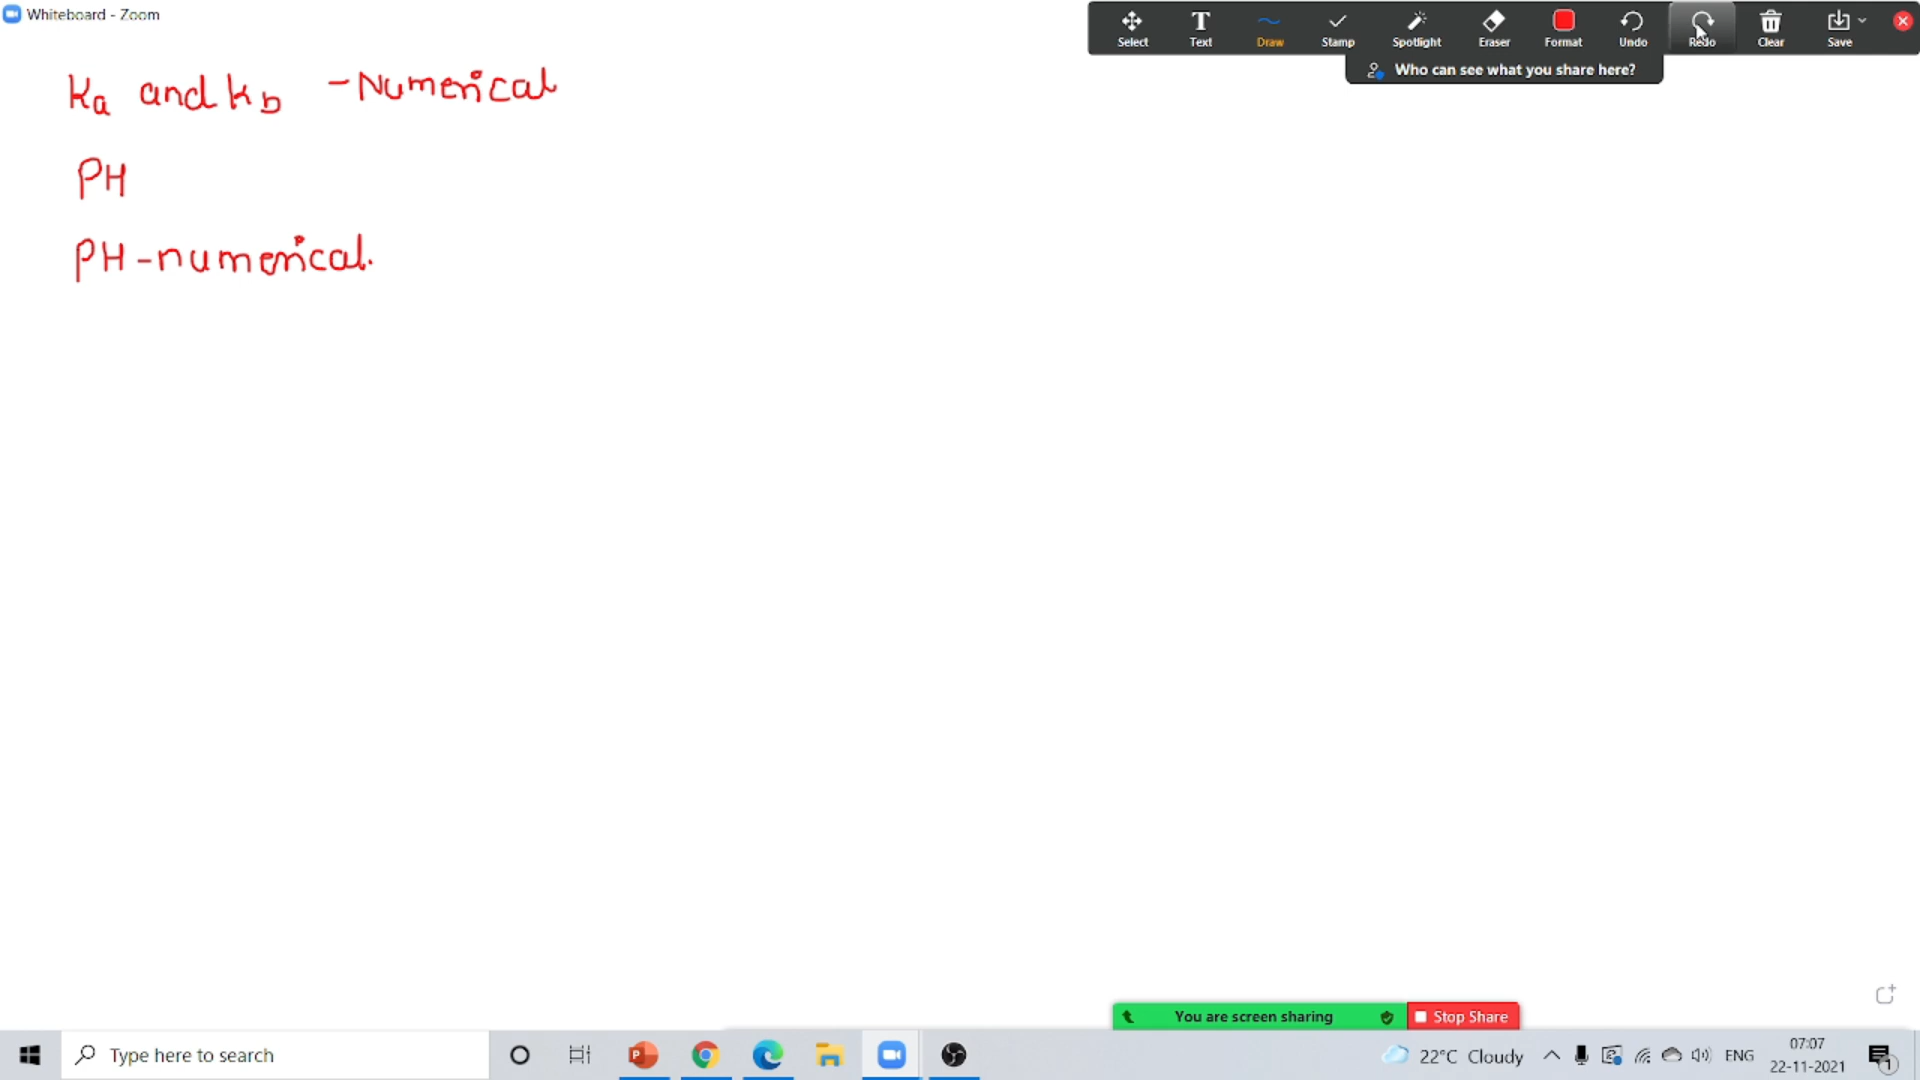 Whiteboard - Zoom
Select Text Draw Stamp Spotlight Eraser Format Undo Redo Clear Save
Who can see what you share here?
Ka and Kb - Numerical
PH
PH - numerical.
You are screen sharing Stop Share
Type here to search
22°C Cloudy ENG 07:07
22-11-2021 1